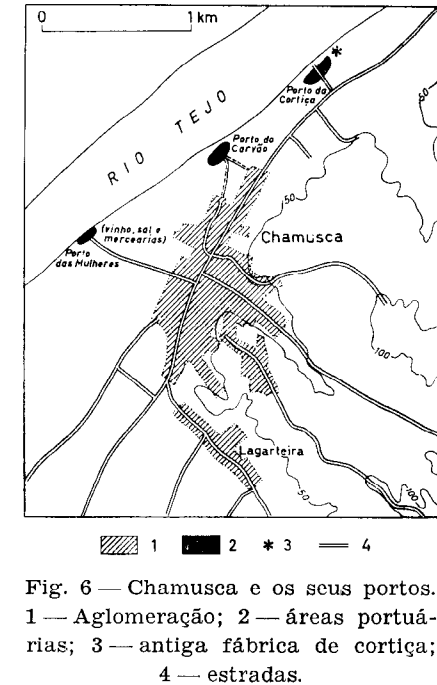 0 1 km
RIO TEJO
*
Porto da
Cortiça
Porto do
Carvão
(vinho, sal e
mercearias)
Porto
das Mulheres
Chamusca
Lagarteira
50
50
100
50
100
1 2 * 3 4
Fig. 6 — Chamusca e os seus portos.
1 — Aglomeração; 2 — áreas portuá-
rias; 3 — antiga fábrica de cortiça;
4 — estradas.